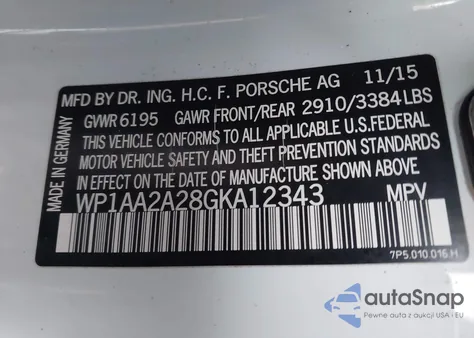 MFD BY DR. ING. H.C. F. PORSCHE AG 11/15
GVWR 6195 GAWR FRONT/REAR 2910/3384 LBS
THIS VEHICLE CONFORMS TO ALL APPLICABLE U.S.FEDERAL
MOTOR VEHICLE SAFETY AND THEFT PREVENTION STANDARDS
IN EFFECT ON THE DATE OF MANUFACTURE SHOWN ABOVE
WP1AA2A28GKA12343 MPV
MADE IN GERMANY
7P5.010.016.H
autoSnap
Pewne auta z aukcji USA - EU